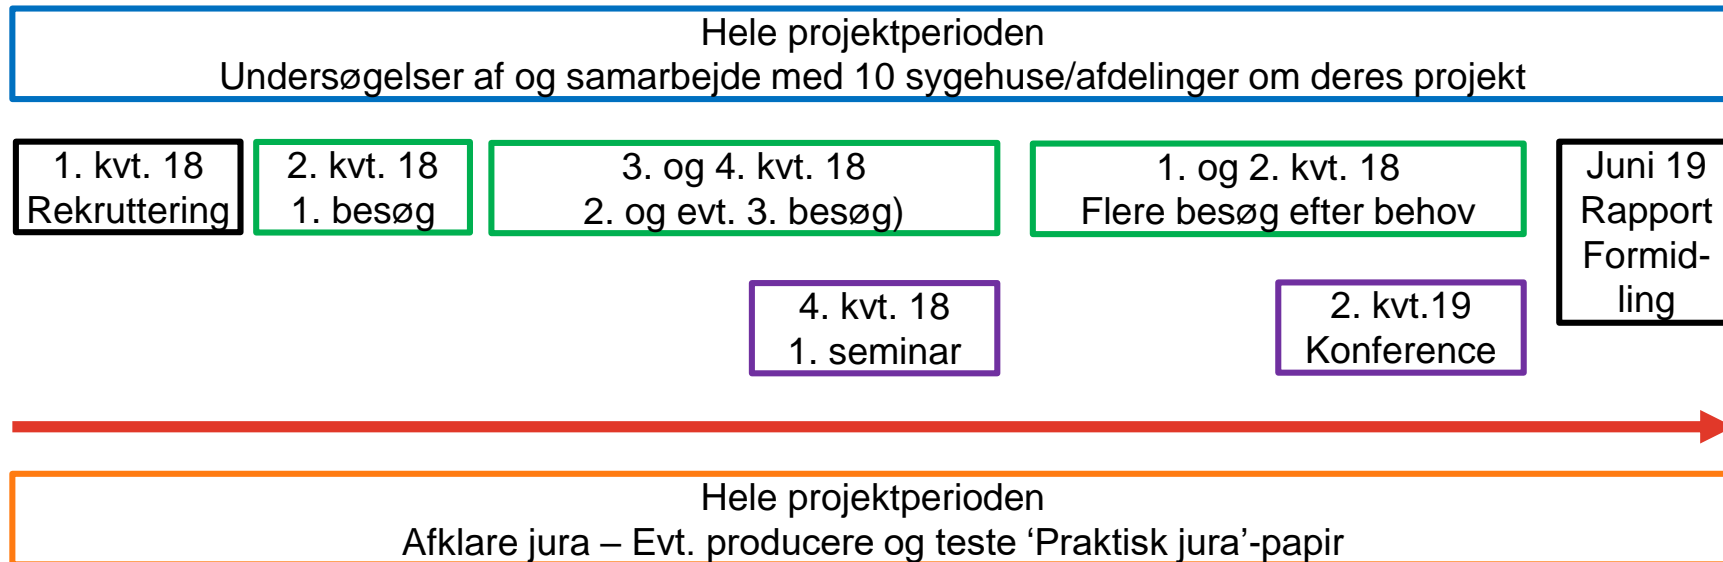 Hele projektperioden
Undersøgelser af og samarbejde med 10 sygehuse/afdelinger om deres projekt
1. kvt. 18
Rekruttering
2. kvt. 18
1. besøg
3. og 4. kvt. 18
2. og evt. 3. besøg)
1. og 2. kvt. 18
Flere besøg efter behov
Juni 19
Rapport
Formid-
ling
4. kvt. 18
1. seminar
2. kvt.19
Konference
Hele projektperioden
Afklare jura – Evt. producere og teste ‘Praktisk jura’-papir